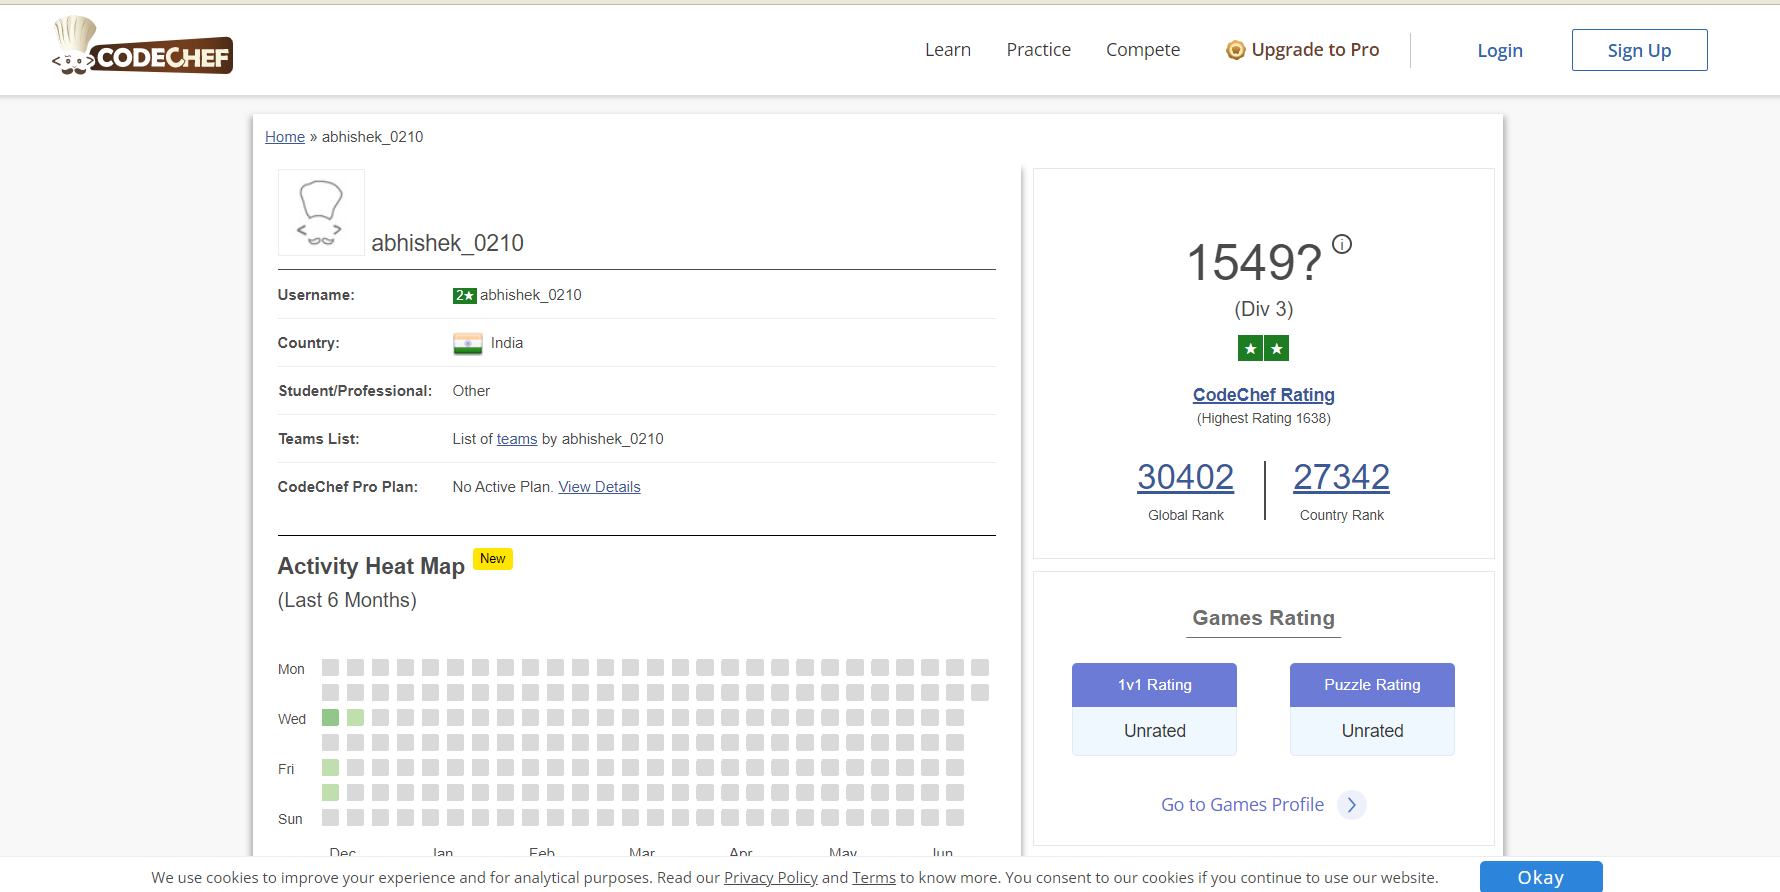 CODECHEF
Learn Practice Compete Upgrade to Pro Login Sign Up
Home » abhishek_0210
abhishek_0210
Username: 2★ abhishek_0210
Country: India
Student/Professional: Other
Teams List: List of teams by abhishek_0210
CodeChef Pro Plan: No Active Plan. View Details
Activity Heat Map New
(Last 6 Months)
Mon
Wed
Fri
Sun
Dec Jan Feb Mar Apr May Jun
1549? i
(Div 3)
★ ★
CodeChef Rating
(Highest Rating 1638)
30402 27342
Global Rank Country Rank
Games Rating
1v1 Rating Puzzle Rating
Unrated Unrated
Go to Games Profile
We use cookies to improve your experience and for analytical purposes. Read our Privacy Policy and Terms to know more. You consent to our cookies if you continue to use our website. Okay